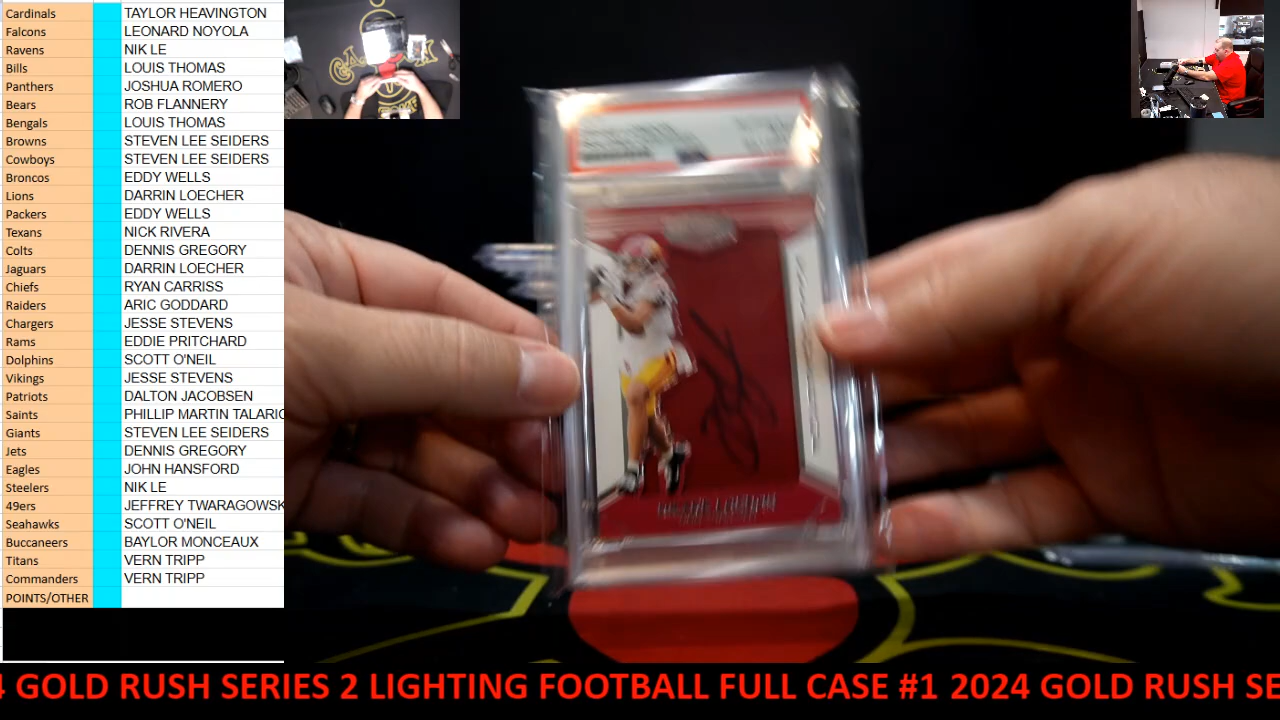 Cardinals TAYLOR HEAVINGTON
Falcons LEONARD NOYOLA
Ravens NIK LE
Bills LOUIS THOMAS
Panthers JOSHUA ROMERO
Bears ROB FLANNERY
Bengals LOUIS THOMAS
Browns STEVEN LEE SEIDERS
Cowboys STEVEN LEE SEIDERS
Broncos EDDY WELLS
Lions DARRIN LOECHER
Packers EDDY WELLS
Texans NICK RIVERA
Colts DENNIS GREGORY
Jaguars DARRIN LOECHER
Chiefs RYAN CARRISS
Raiders ARIC GODDARD
Chargers JESSE STEVENS
Rams EDDIE PRITCHARD
Dolphins SCOTT O'NEIL
Vikings JESSE STEVENS
Patriots DALTON JACOBSEN
Saints PHILLIP MARTIN TALARIC
Giants STEVEN LEE SEIDERS
Jets DENNIS GREGORY
Eagles JOHN HANSFORD
Steelers NIK LE
49ers JEFFREY TWARAGOWSK
Seahawks SCOTT O'NEIL
Buccaneers BAYLOR MONCEAUX
Titans VERN TRIPP
Commanders VERN TRIPP
POINTS/OTHER
4 GOLD RUSH SERIES 2 LIGHTING FOOTBALL FULL CASE #1 2024 GOLD RUSH SE